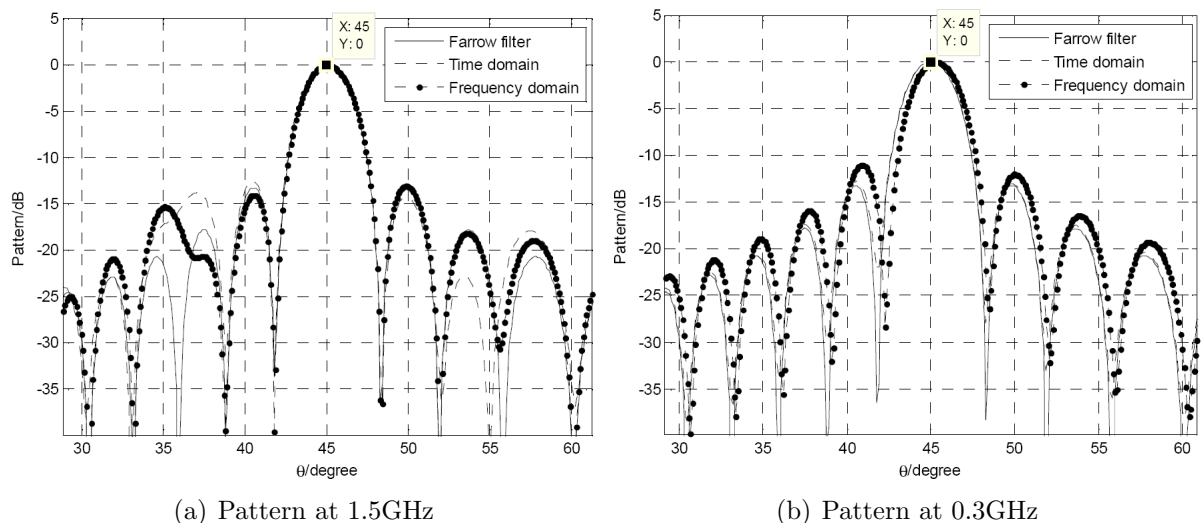 X: 45
Y: 0
Farrow filter
Time domain
Frequency domain
5
0
-5
-10
-15
-20
-25
-30
-35
Pattern/dB
30
35
40
45
50
55
60
θ/degree
(a) Pattern at 1.5GHz
X: 45
Y: 0
Farrow filter
Time domain
Frequency domain
5
0
-5
-10
-15
-20
-25
-30
-35
Pattern/dB
30
35
40
45
50
55
60
θ/degree
(b) Pattern at 0.3GHz